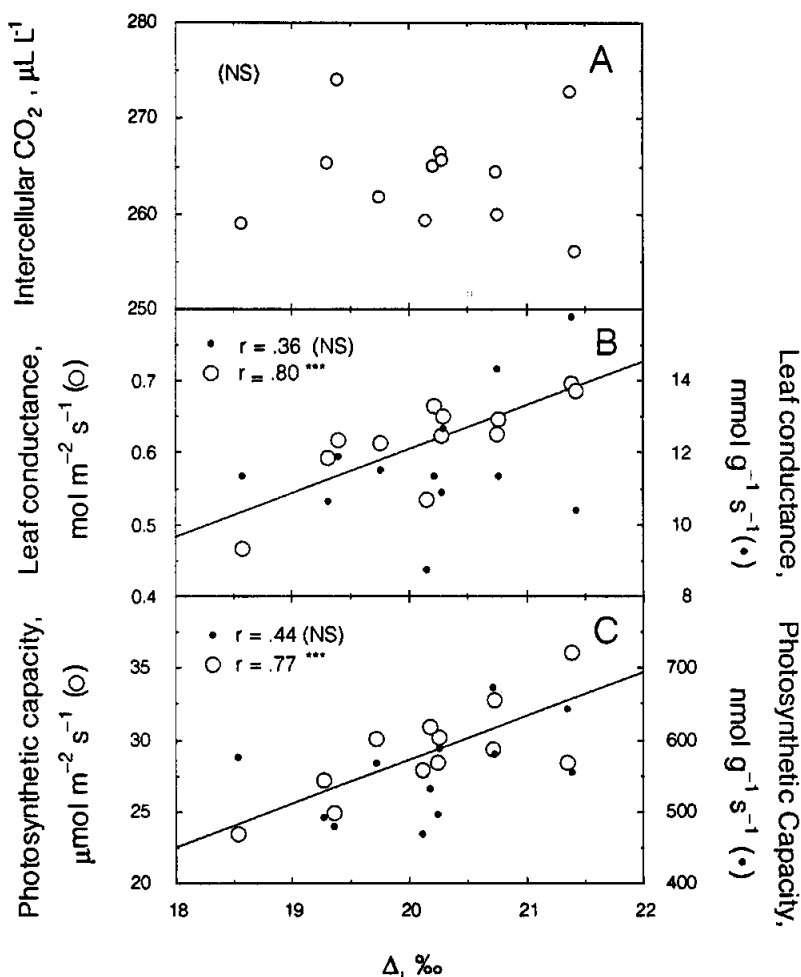 Intercellular CO₂, µL L⁻¹
280
270
260
250
(NS)
A
Leaf conductance,
mol m⁻² s⁻¹ (○)
0.7
0.6
0.5
0.4
• r = .36 (NS)
○ r = .80 ***
B
14
12
10
8
Leaf conductance,
mmol g⁻¹ s⁻¹(•)
Photosynthetic capacity,
µmol m⁻² s⁻¹ (○)
35
30
25
20
• r = .44 (NS)
○ r = .77 ***
C
700
600
500
400
Photosynthetic Capacity,
nmol g⁻¹ s⁻¹ (•)
18 19 20 21 22
Δ, ‰